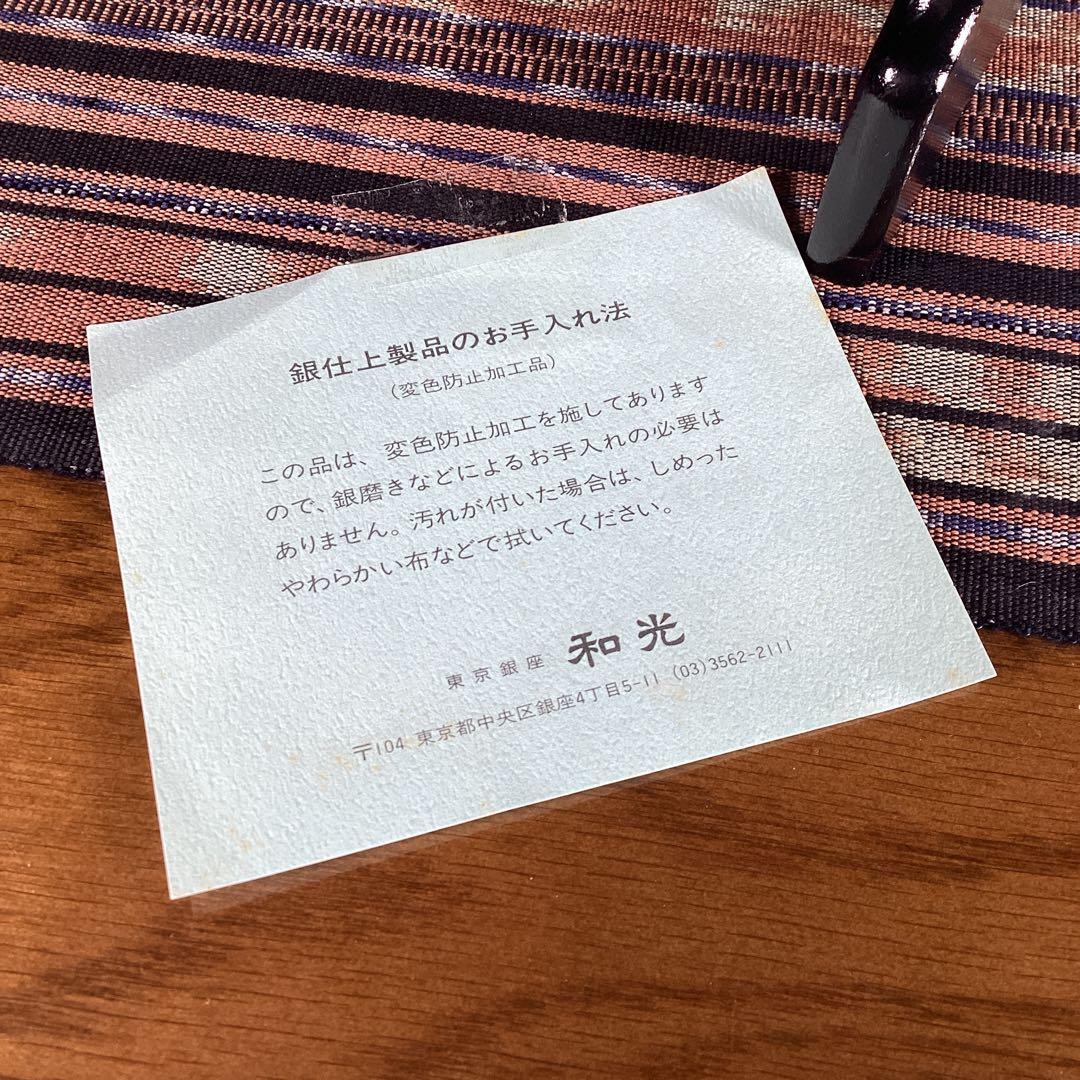 銀仕上製品のお手入れ法
(変色防止加工品)
この品は、変色防止加工を施してあります
ので、銀磨きなどによるお手入れの必要は
ありません。汚れが付いた場合は、しめった
やわらかい布などで拭いてください。
東京銀座 和光
〒104 東京都中央区銀座4丁目5-11 (03)3562-2111